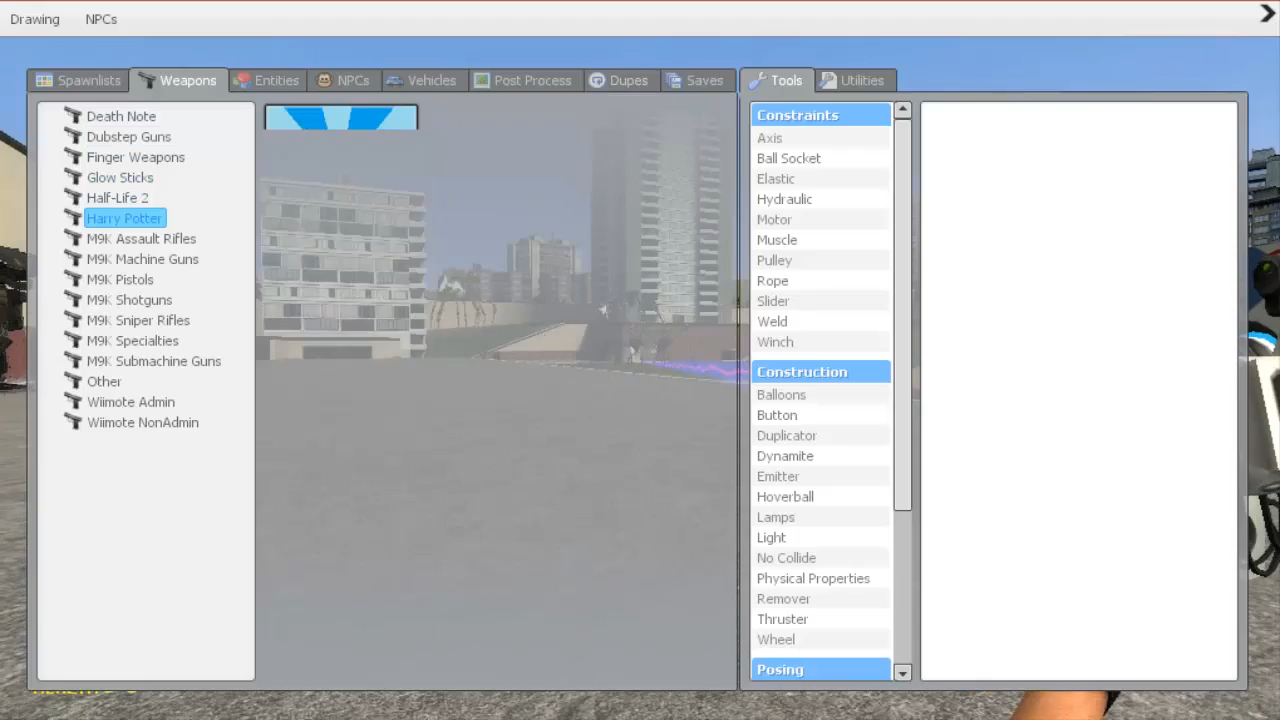 Drawing NPCs
Spawnlists Weapons Entities NPCs Vehicles Post Process Dupes Saves Tools Utilities
Death Note
Dubstep Guns
Finger Weapons
Glow Sticks
Half-Life 2
Harry Potter
M9K Assault Rifles
M9K Machine Guns
M9K Pistols
M9K Shotguns
M9K Sniper Rifles
M9K Specialties
M9K Submachine Guns
Other
Wiimote Admin
Wiimote NonAdmin
Constraints
Axis
Ball Socket
Elastic
Hydraulic
Motor
Muscle
Pulley
Rope
Slider
Weld
Winch
Construction
Balloons
Button
Duplicator
Dynamite
Emitter
Hoverball
Lamps
Light
No Collide
Physical Properties
Remover
Thruster
Wheel
Posing